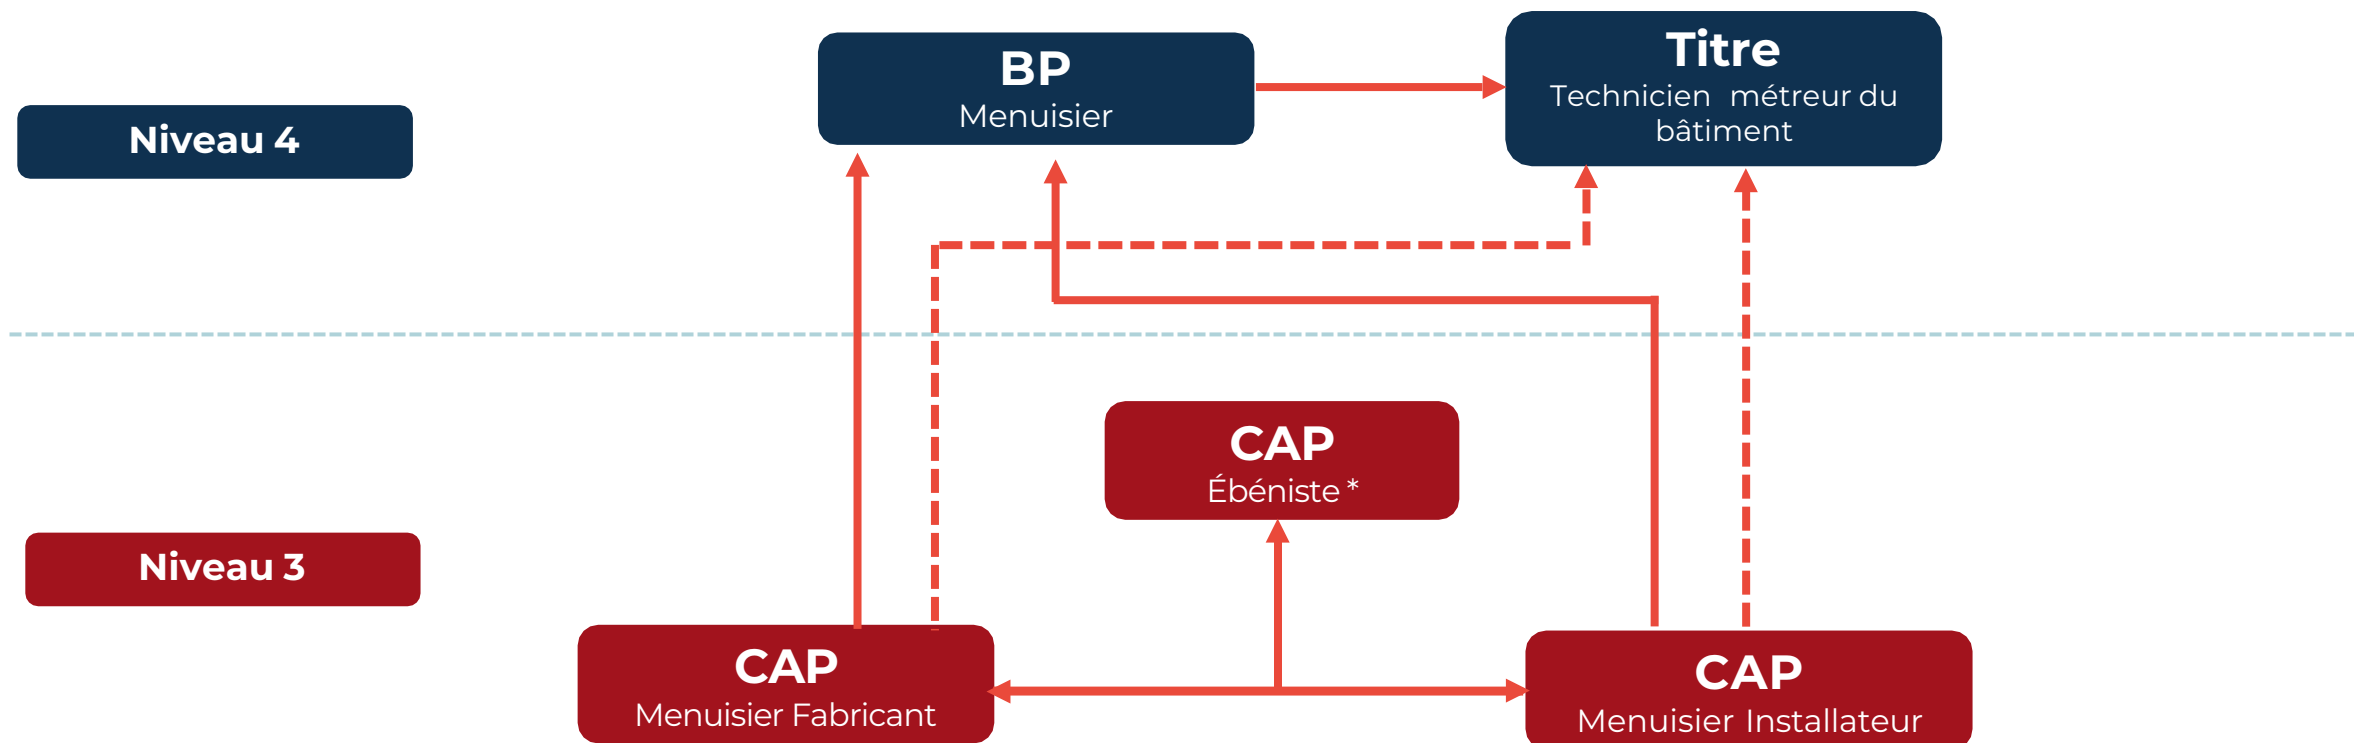 BP
Menuisier
Titre
Technicien métreur du
bâtiment
Niveau 4
CAP
Ébéniste *
Niveau 3
CAP
Menuisier Fabricant
CAP
Menuisier Installateur